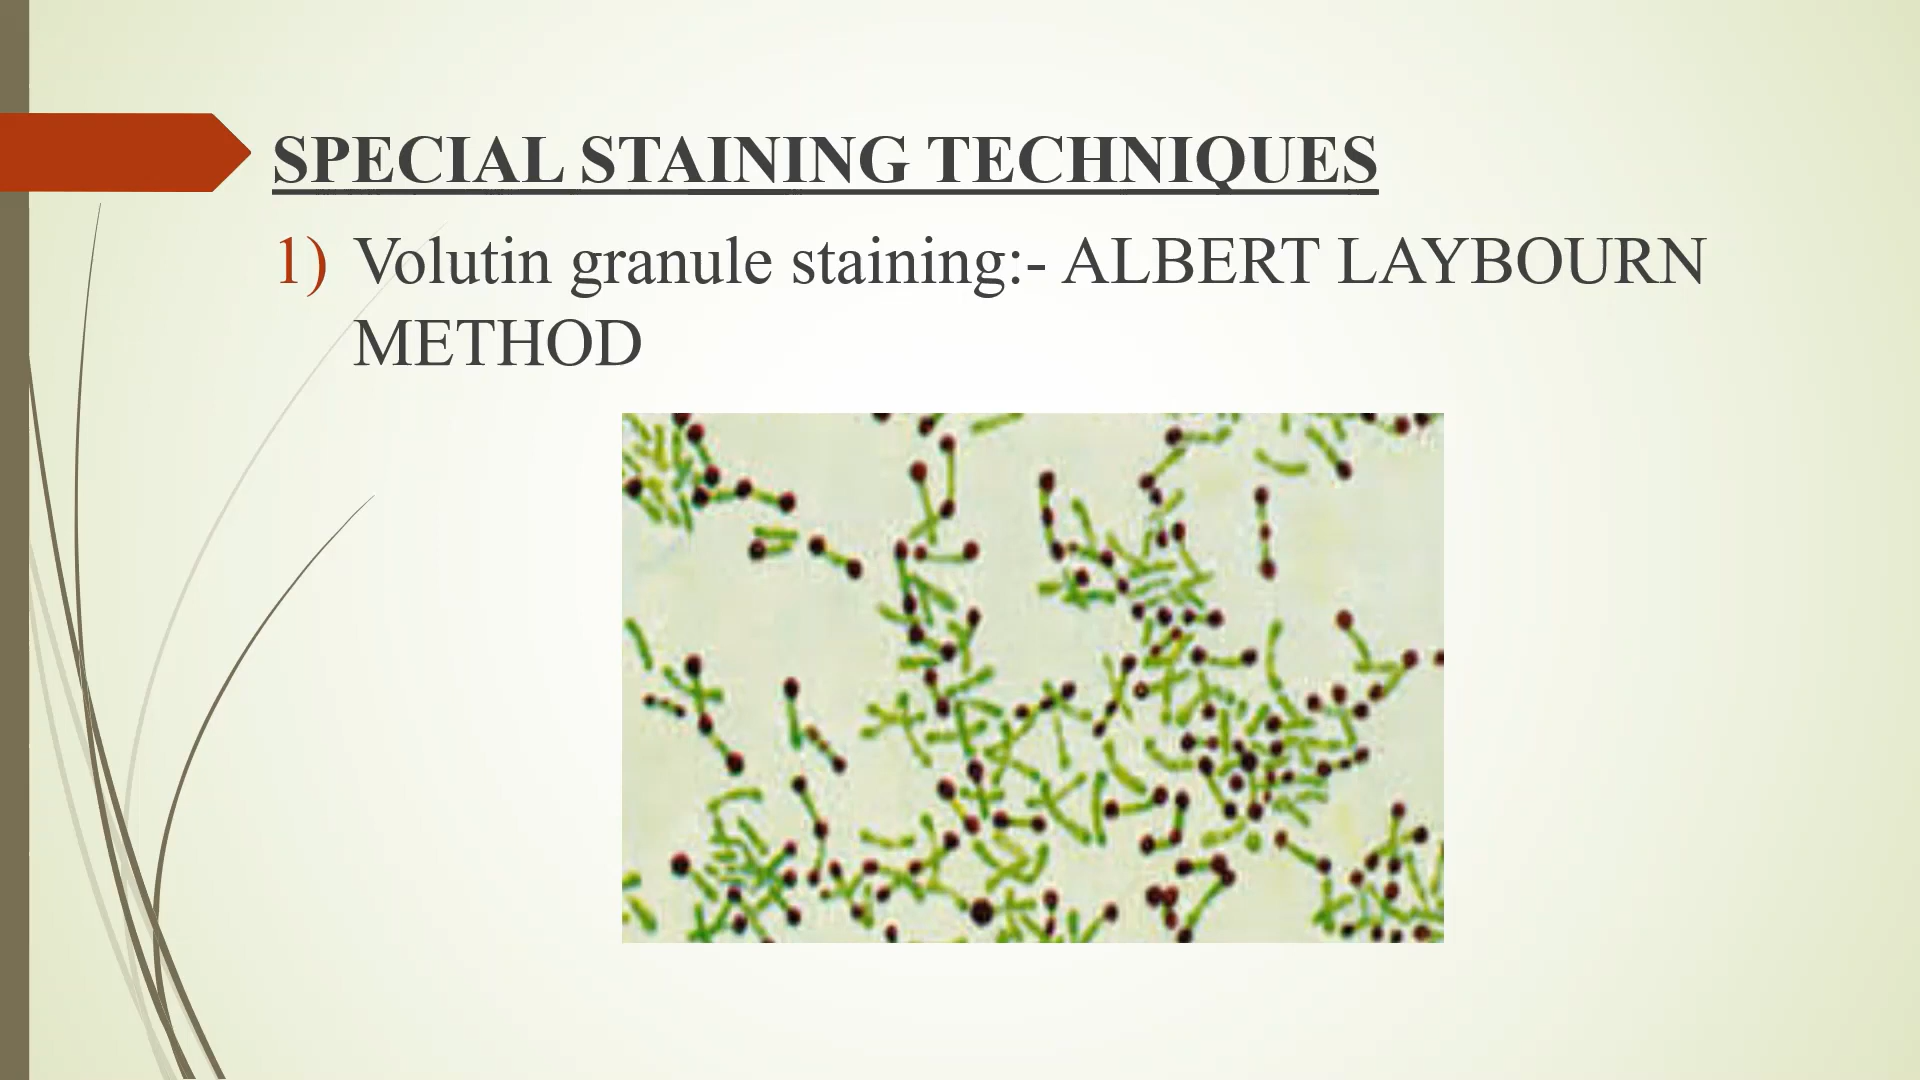 SPECIAL STAINING TECHNIQUES
1) Volutin granule staining:- ALBERT LAYBOURN
METHOD